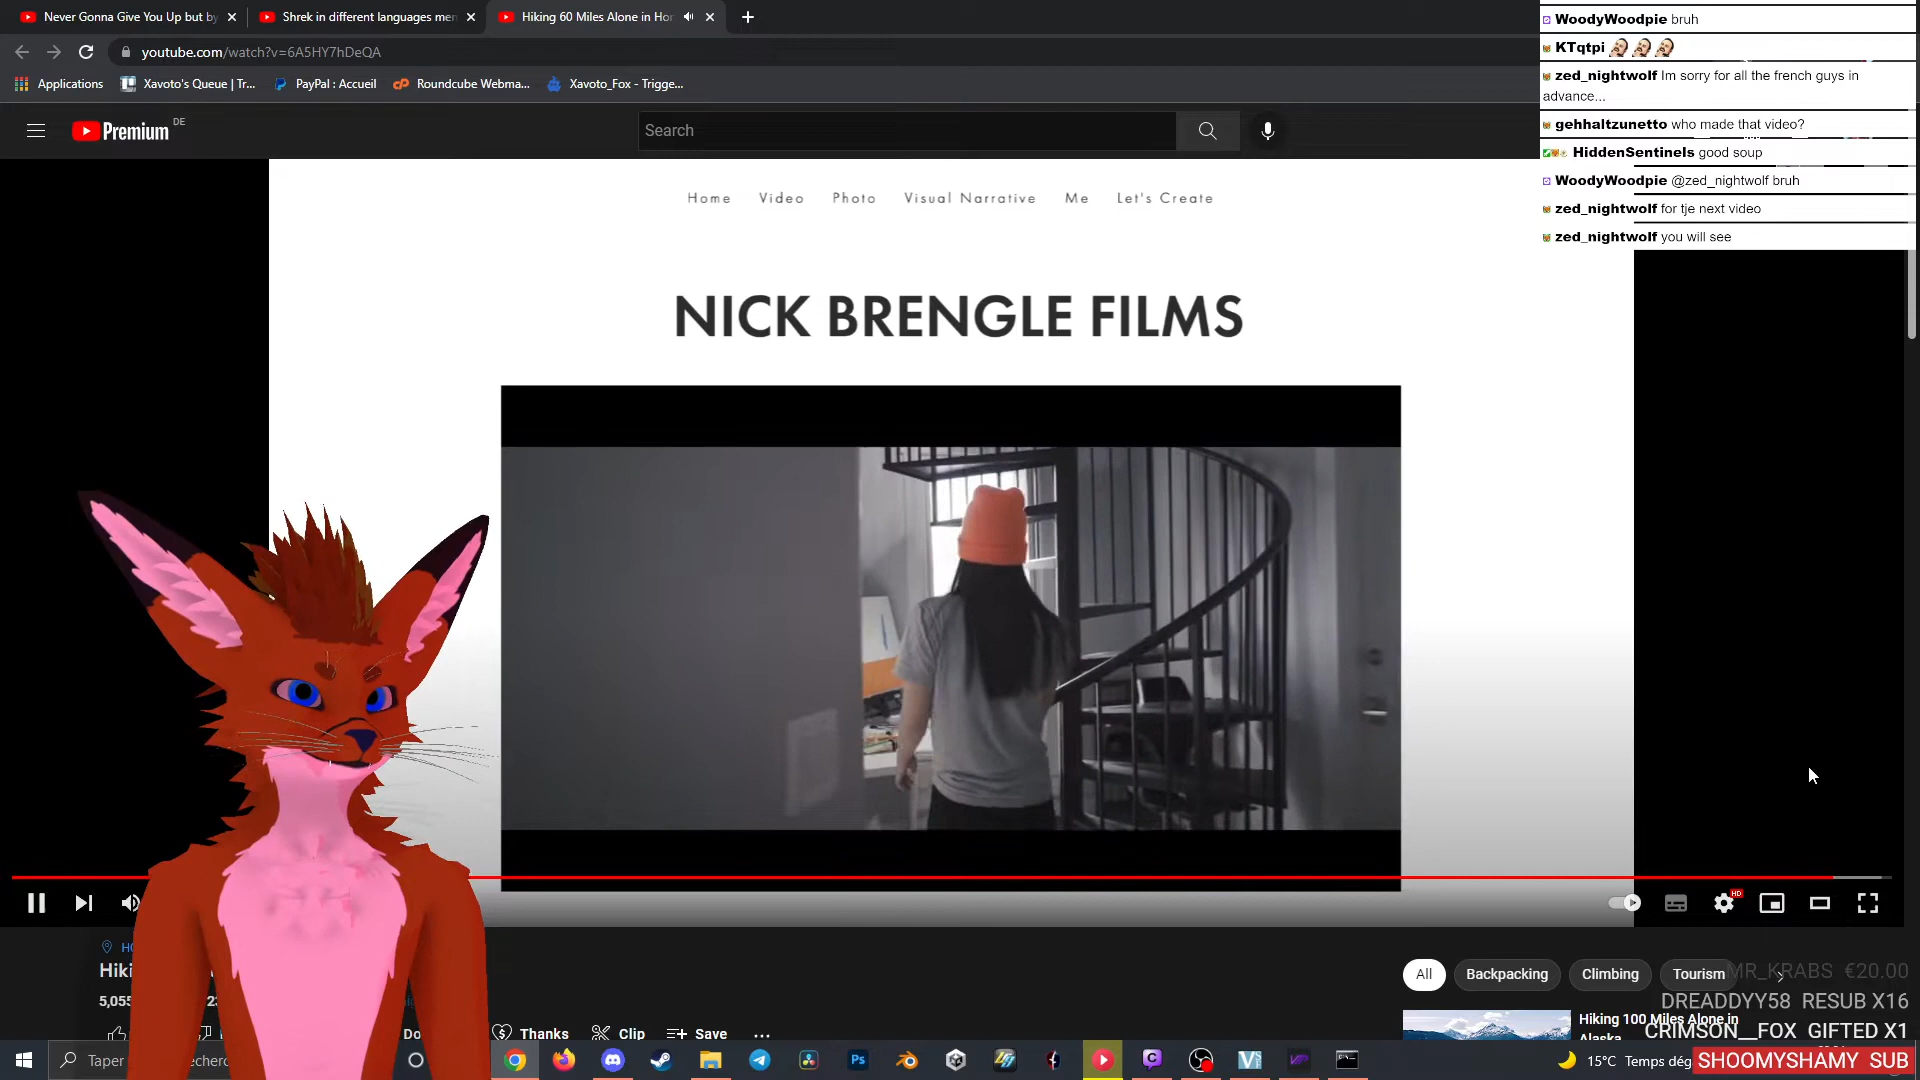 Never Gonna Give You Up but by
Shrek in different languages mem
Hiking 60 Miles Alone in Hor
youtube.com/watch?v=6A5HY7hDeQA
Applications
Xavoto's Queue | Tr...
PayPal : Accueil
Roundcube Webma...
Xavoto_Fox - Trigge...
Premium DE
Search
WoodyWoodpie bruh
KTqtpi
zed_nightwolf Im sorry for all the french guys in
advance...
gehhaltzunetto who made that video?
HiddenSentinels good soup
WoodyWoodpie @zed_nightwolf bruh
zed_nightwolf for tje next video
zed_nightwolf you will see
Home Video Photo Visual Narrative Me Let's Create
NICK BRENGLE FILMS
HD
Hiki
5,055
Thanks
Clip
Save
...
All
Backpacking
Climbing
Tourism
Hiking 100 Miles Alone in
Alaska
MR_KRABS €20.00
DREADDYY58 RESUB X16
CRIMSON__FOX GIFTED X1
SHOOMYSHAMY SUB
Taper
recherc
Ps
15°C Temps dég